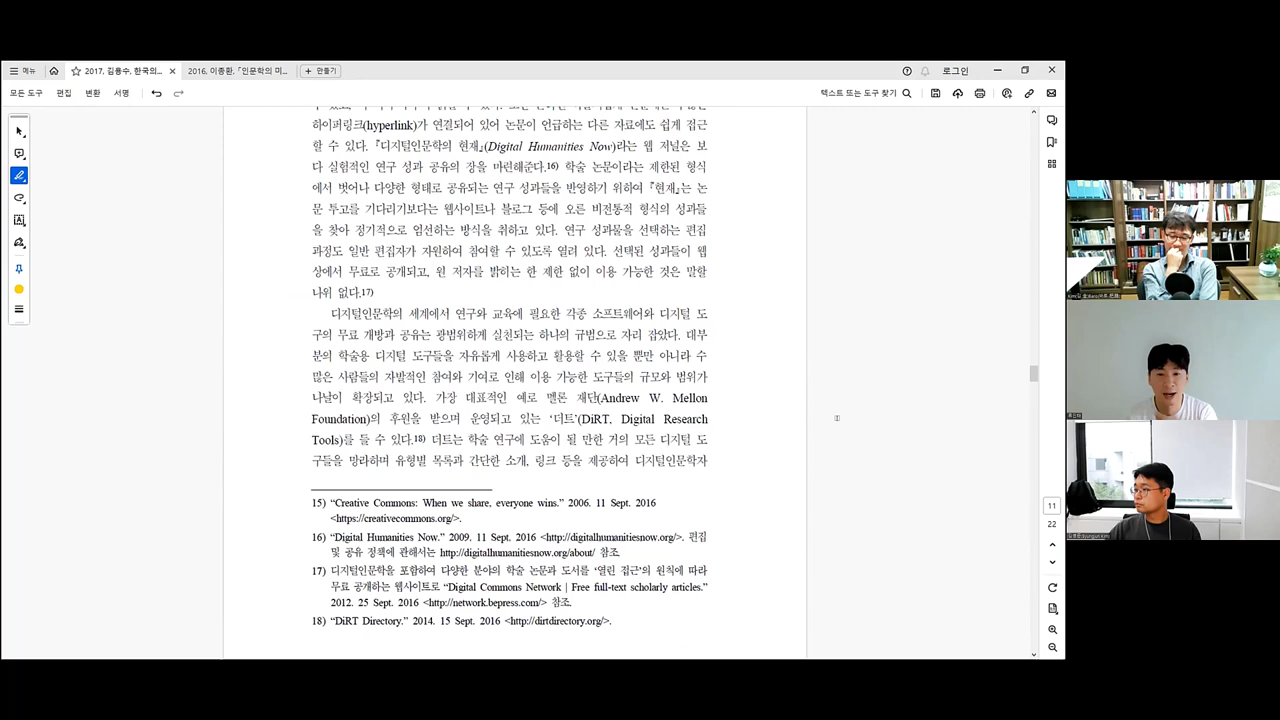 메뉴
2017, 김용수, 한국의...
2016, 이종환, 「인문학의 미...
+ 만들기
로그인
모든 도구
편집
변환
서명
텍스트 또는 도구 찾기
하이퍼링크(hyperlink)가 연결되어 있어 논문이 언급하는 다른 자료에도 쉽게 접근
할 수 있다. 『디지털인문학의 현재』(Digital Humanities Now)라는 웹 저널은 보
다 실험적인 연구 성과 공유의 장을 마련해준다.16) 학술 논문이라는 제한된 형식
에서 벗어나 다양한 형태로 공유되는 연구 성과들을 반영하기 위하여 『현재』는 논
문 투고를 기다리기보다는 웹사이트나 블로그 등에 오른 비전통적 형식의 성과들
을 찾아 정기적으로 엄선하는 방식을 취하고 있다. 연구 성과물을 선택하는 편집
과정도 일반 편집자가 자원하여 참여할 수 있도록 열려 있다. 선택된 성과들이 웹
상에서 무료로 공개되고, 원 저자를 밝히는 한 제한 없이 이용 가능한 것은 말할
나위 없다.17)
디지털인문학의 세계에서 연구와 교육에 필요한 각종 소프트웨어와 디지털 도
구의 무료 개방과 공유는 광범위하게 실천되는 하나의 규범으로 자리 잡았다. 대부
분의 학술용 디지털 도구들을 자유롭게 사용하고 활용할 수 있을 뿐만 아니라 수
많은 사람들의 자발적인 참여와 기여로 인해 이용 가능한 도구들의 규모와 범위가
나날이 확장되고 있다. 가장 대표적인 예로 멜론 재단(Andrew W. Mellon
Foundation)의 후원을 받으며 운영되고 있는 ‘더트’(DiRT, Digital Research
Tools)를 들 수 있다.18) 더트는 학술 연구에 도움이 될 만한 거의 모든 디지털 도
구들을 망라하며 유형별 목록과 간단한 소개, 링크 등을 제공하여 디지털인문학자
15) “Creative Commons: When we share, everyone wins.” 2006. 11 Sept. 2016
<https://creativecommons.org/>.
16) “Digital Humanities Now.” 2009. 11 Sept. 2016 <http://digitalhumanitiesnow.org/>. 편집
및 공유 정책에 관해서는 http://digitalhumanitiesnow.org/about/ 참조.
17) 디지털인문학을 포함하여 다양한 분야의 학술 논문과 도서를 ‘열린 접근’의 원칙에 따라
무료 공개하는 웹사이트로 “Digital Commons Network | Free full-text scholarly articles.”
2012. 25 Sept. 2016 <http://network.bepress.com/> 참조.
18) “DiRT Directory.” 2014. 15 Sept. 2016 <http://dirtdirectory.org/>.
11
22